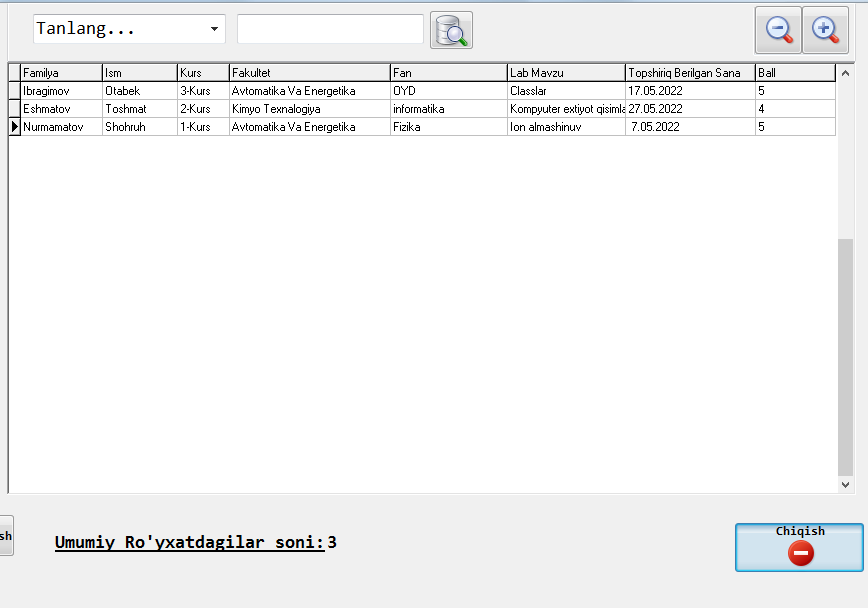 Tanlang...
Familya Ism Kurs Fakultet Fan Lab Mavzu Topshiriq Berilgan Sana Ball
Ibragimov Otabek 3-Kurs Avtomatika Va Energetika OYD Classlar 17.05.2022 5
Eshmatov Toshmat 2-Kurs Kimyo Texnalogiya informatika Kompyuter extiyot qisimla 27.05.2022 4
Nurmamatov Shohruh 1-Kurs Avtomatika Va Energetika Fizika Ion almashinuv 7.05.2022 5
sh
Umumiy Ro'yxatdagilar soni: 3
Chiqish